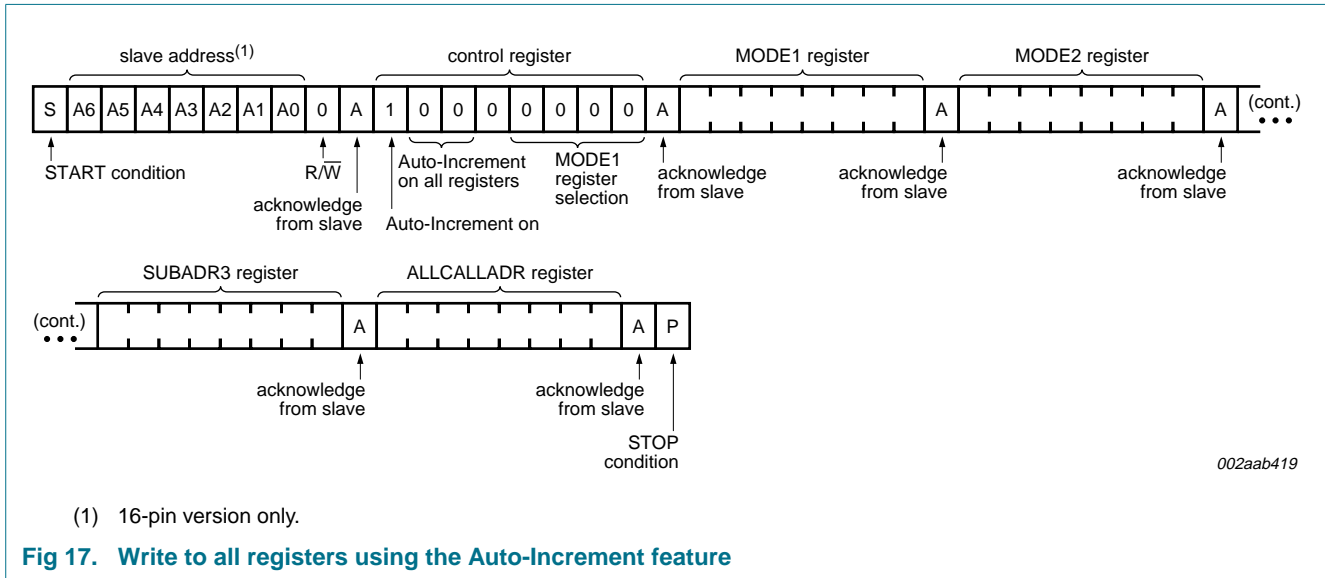 slave address(1)
control register
MODE1 register
MODE2 register
S A6 A5 A4 A3 A2 A1 A0 0 A 1 0 0 0 0 0 0 0 A A A (cont.)
START condition
R/W̅
acknowledge
from slave
Auto-Increment
on all registers
Auto-Increment on
MODE1
register
selection
acknowledge
from slave
acknowledge
from slave
acknowledge
from slave
SUBADR3 register
ALLCALLADR register
(cont.) A A P
acknowledge
from slave
acknowledge
from slave
STOP
condition
002aab419
(1) 16-pin version only.
Fig 17. Write to all registers using the Auto-Increment feature